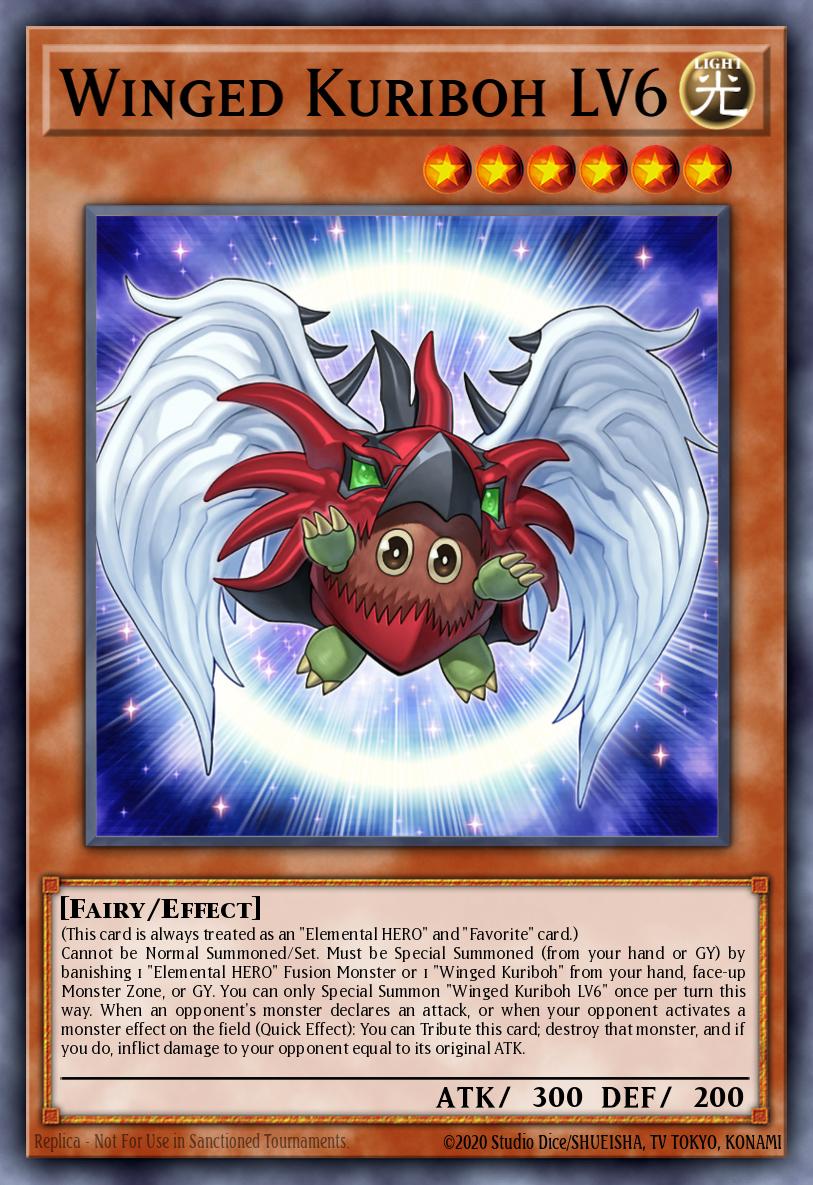 Winged Kuriboh LV6
LIGHT
光
[Fairy/Effect]
(This card is always treated as an "Elemental HERO" and "Favorite" card.)
Cannot be Normal Summoned/Set. Must be Special Summoned (from your hand or GY) by
banishing 1 "Elemental HERO" Fusion Monster or 1 "Winged Kuriboh" from your hand, face-up
Monster Zone, or GY. You can only Special Summon "Winged Kuriboh LV6" once per turn this
way. When an opponent's monster declares an attack, or when your opponent activates a
monster effect on the field (Quick Effect): You can Tribute this card; destroy that monster, and if
you do, inflict damage to your opponent equal to its original ATK.
ATK/ 300 DEF/ 200
Replica - Not For Use in Sanctioned Tournaments.
©2020 Studio Dice/SHUEISHA, TV TOKYO, KONAMI